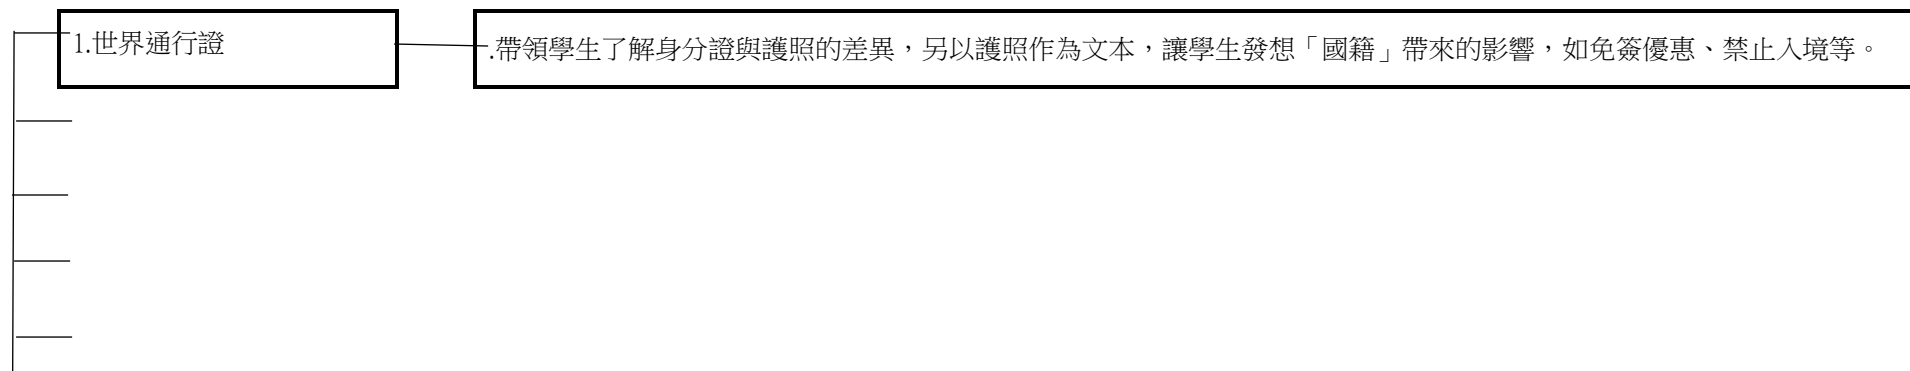 1.世界通行證
.帶領學生了解身分證與護照的差異，另以護照作為文本，讓學生發想「國籍」帶來的影響，如免簽優惠、禁止入境等。